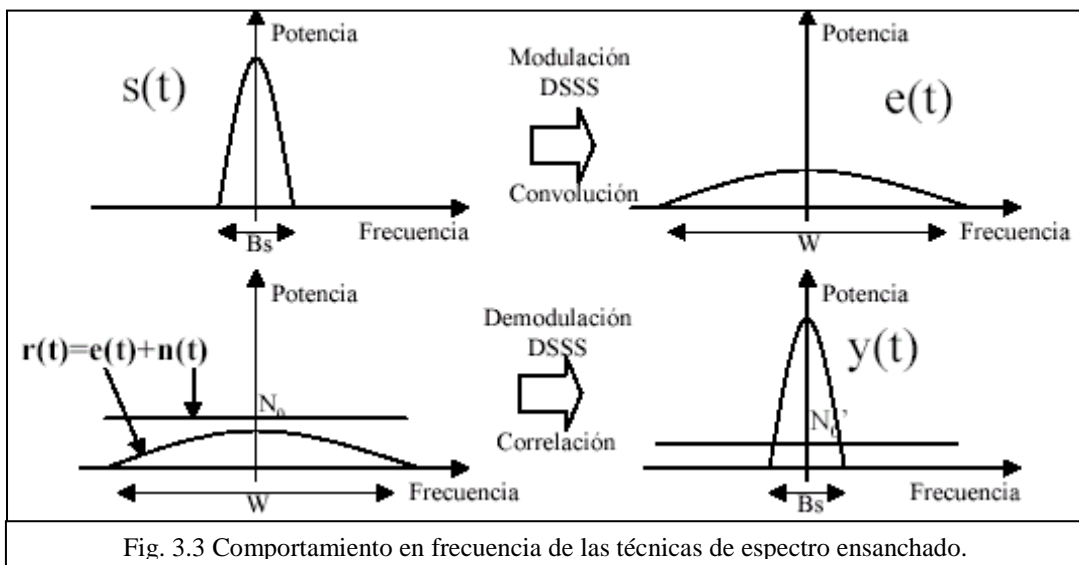 Potencia
s(t)
Bs
Frecuencia
Modulación
DSSS
Convolución
Potencia
e(t)
W
Frecuencia
Potencia
r(t)=e(t)+n(t)
N₀
W
Frecuencia
Demodulación
DSSS
Correlación
Potencia
y(t)
N₀'
Bs
Frecuencia
Fig. 3.3 Comportamiento en frecuencia de las técnicas de espectro ensanchado.